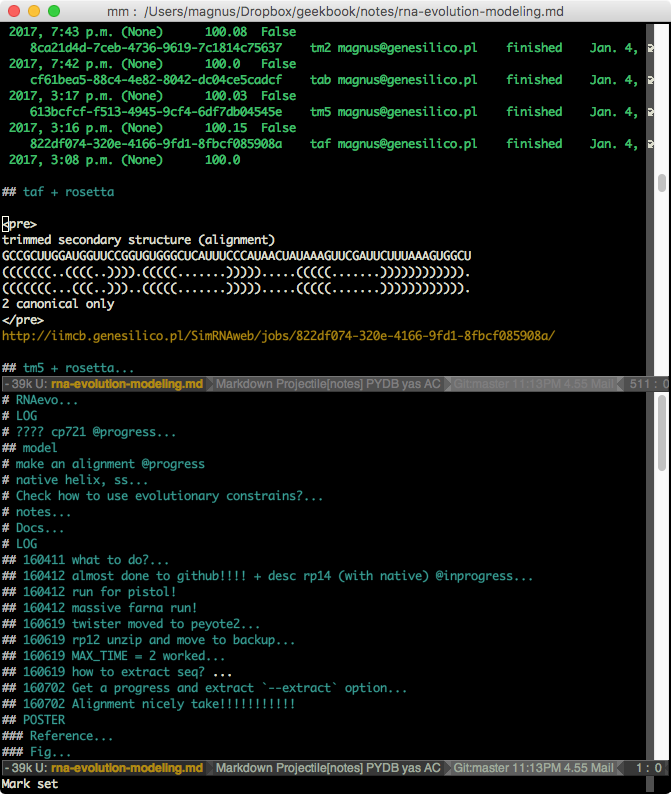 mm : /Users/magnus/Dropbox/geekbook/notes/rna-evolution-modeling.md
2017, 7:43 p.m. (None) 100.08 False
8ca21d4d-7ceb-4736-9619-7c1814c75637 tm2 magnus@genesilico.pl finished Jan. 4,
2017, 7:42 p.m. (None) 100.0
cf61bea5-88c4-4e82-8042-dc04ce5cadcf tab magnus@genesilico.pl finished Jan. 4,
2017, 3:17 p.m. (None) 100.03 False
613bcfcf-f513-4945-9cf4-6df7db04545e tm5 magnus@genesilico.pl finished Jan. 4,
2017, 3:16 p.m. (None) 100.15 False
822df074-320e-4166-9fd1-8fbcf085908a taf magnus@genesilico.pl finished Jan. 4,
2017, 3:08 p.m. (None) 100.0
## taf + rosetta
<pre>
trimmed secondary structure (alignment)
GCCGCUUGGAUGGUUCCGGUGUGGGCUCAUUUCCCAUAACUAUAAAGUUCGAUUCUUUAAAGUGGCU
(((((((..((((..)))).(((((.......))))).....(((((.......)))))))))))).
(((((((...(((..)))..(((((.......))))).....(((((.......)))))))))))).
2 canonical only
</pre>
http://iimcb.genesilico.pl/SimRNAweb/jobs/822df074-320e-4166-9fd1-8fbcf085908a/
## tm5 + rosetta...
- 39k U: rna-evolution-modeling.md Markdown Projectile[notes] PYDB yas AC Git:master 11:13PM 4.55 Mail 511 : 0
# RNAevo...
# LOG
# ???? cp721 @progress...
## model
# make an alignment @progress
# native helix, ss...
# Check how to use evolutionary constrains?...
# notes...
# Docs...
# LOG
## 160411 what to do?...
## 160412 almost done to github!!!! + desc rp14 (with native) @inprogress...
## 160412 run for pistol!
## 160412 massive farna run!
## 160619 twister moved to peyote2...
## 160619 rp12 unzip and move to backup...
## 160619 MAX_TIME = 2 worked...
## 160619 how to extract seq? ...
## 160702 Get a progress and extract `--extract` option...
## 160702 Alignment nicely take!!!!!!!!!!!
## POSTER
### Reference...
### Fig...
- 39k U: rna-evolution-modeling.md Markdown Projectile[notes] PYDB yas AC Git:master 11:13PM 4.55 Mail 1 : 0
Mark set